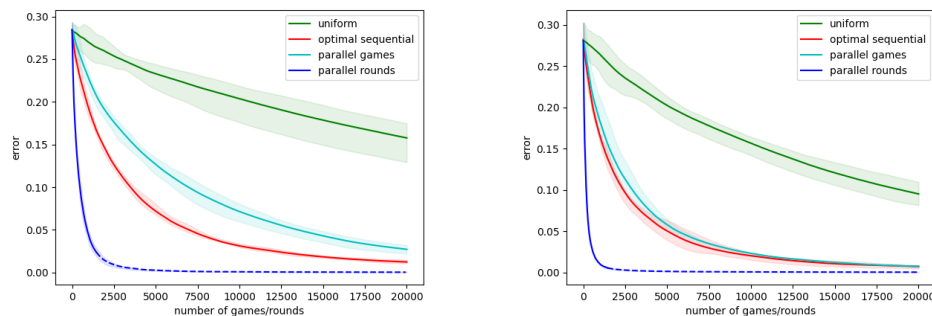 0.30
0.25
0.20
0.15
0.10
0.05
0.00
error
0 2500 5000 7500 10000 12500 15000 17500 20000
number of games/rounds
uniform
optimal sequential
parallel games
parallel rounds
0.30
0.25
0.20
0.15
0.10
0.05
0.00
error
0 2500 5000 7500 10000 12500 15000 17500 20000
number of games/rounds
uniform
optimal sequential
parallel games
parallel rounds